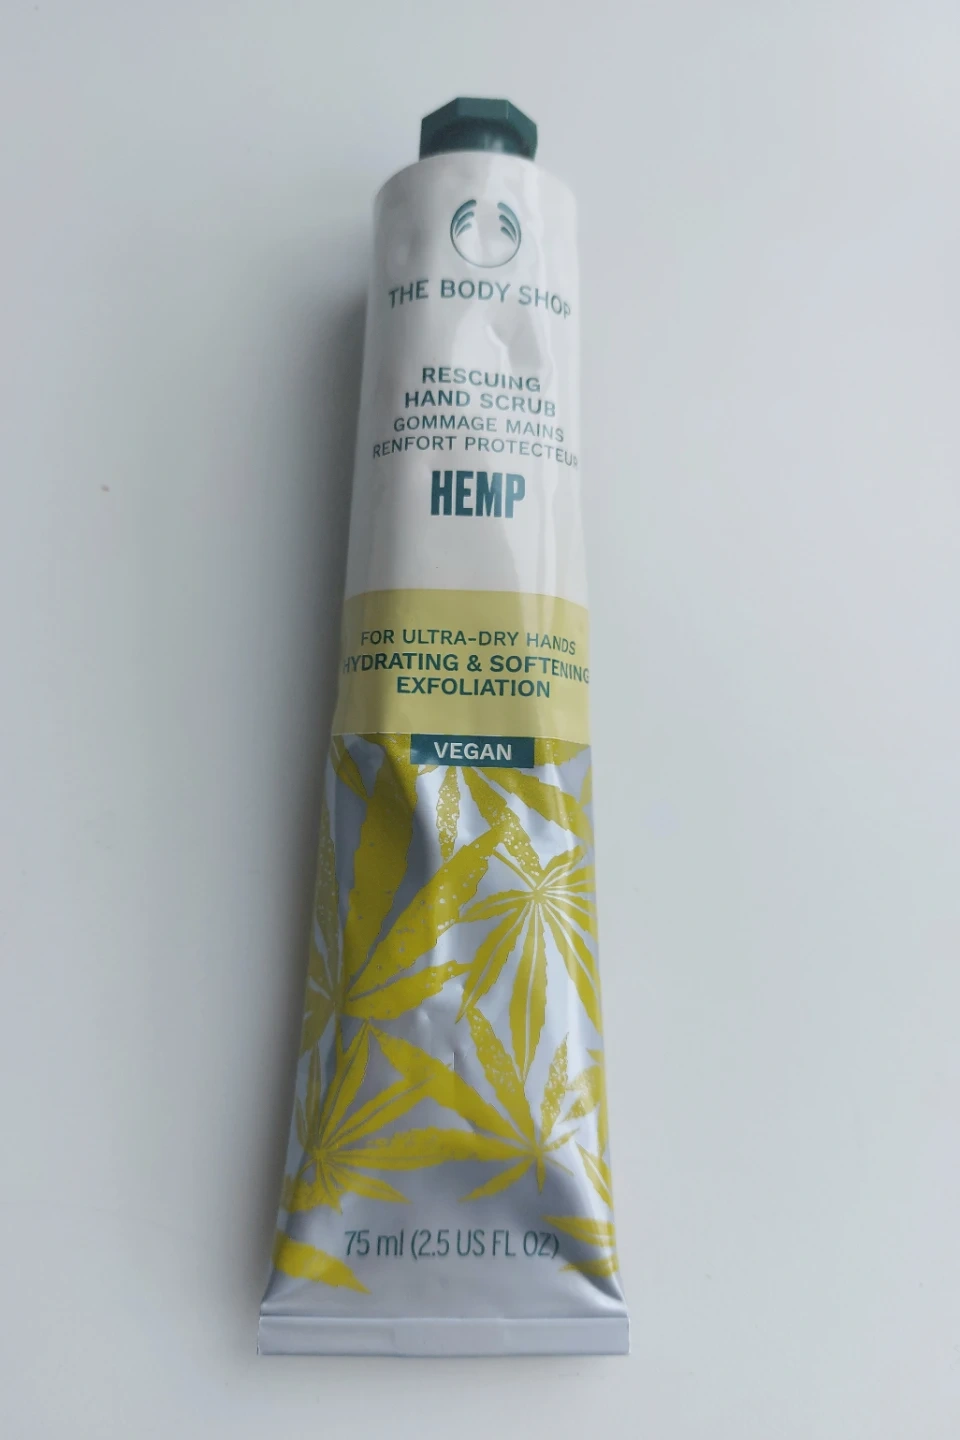 THE BODY SHOP
RESCUING
HAND SCRUB
GOMMAGE MAINS
RENFORT PROTECTEUR
HEMP
FOR ULTRA-DRY HANDS
HYDRATING & SOFTENING
EXFOLIATION
VEGAN
75 ml (2.5 US FL OZ)